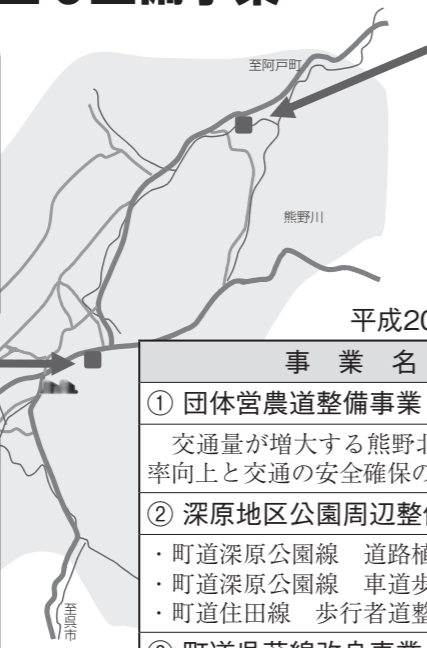 至阿戸町
熊野川
平成20
事業名
① 団体営農道整備事業
交通量が増大する熊野北
率向上と交通の安全確保の
② 深原地区公園周辺整
・町道深原公園線 道路植
・町道深原公園線 車道歩
・町道住田線 歩行者道整
至呉市